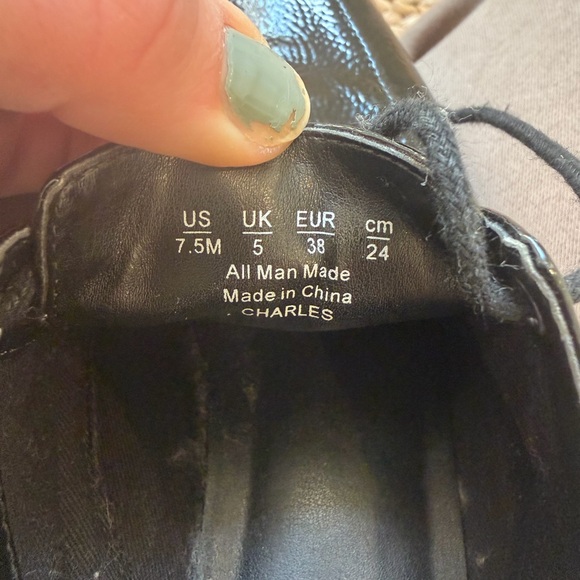 US UK EUR cm
7.5M 5 38 24
All Man Made
Made in China
CHARLES